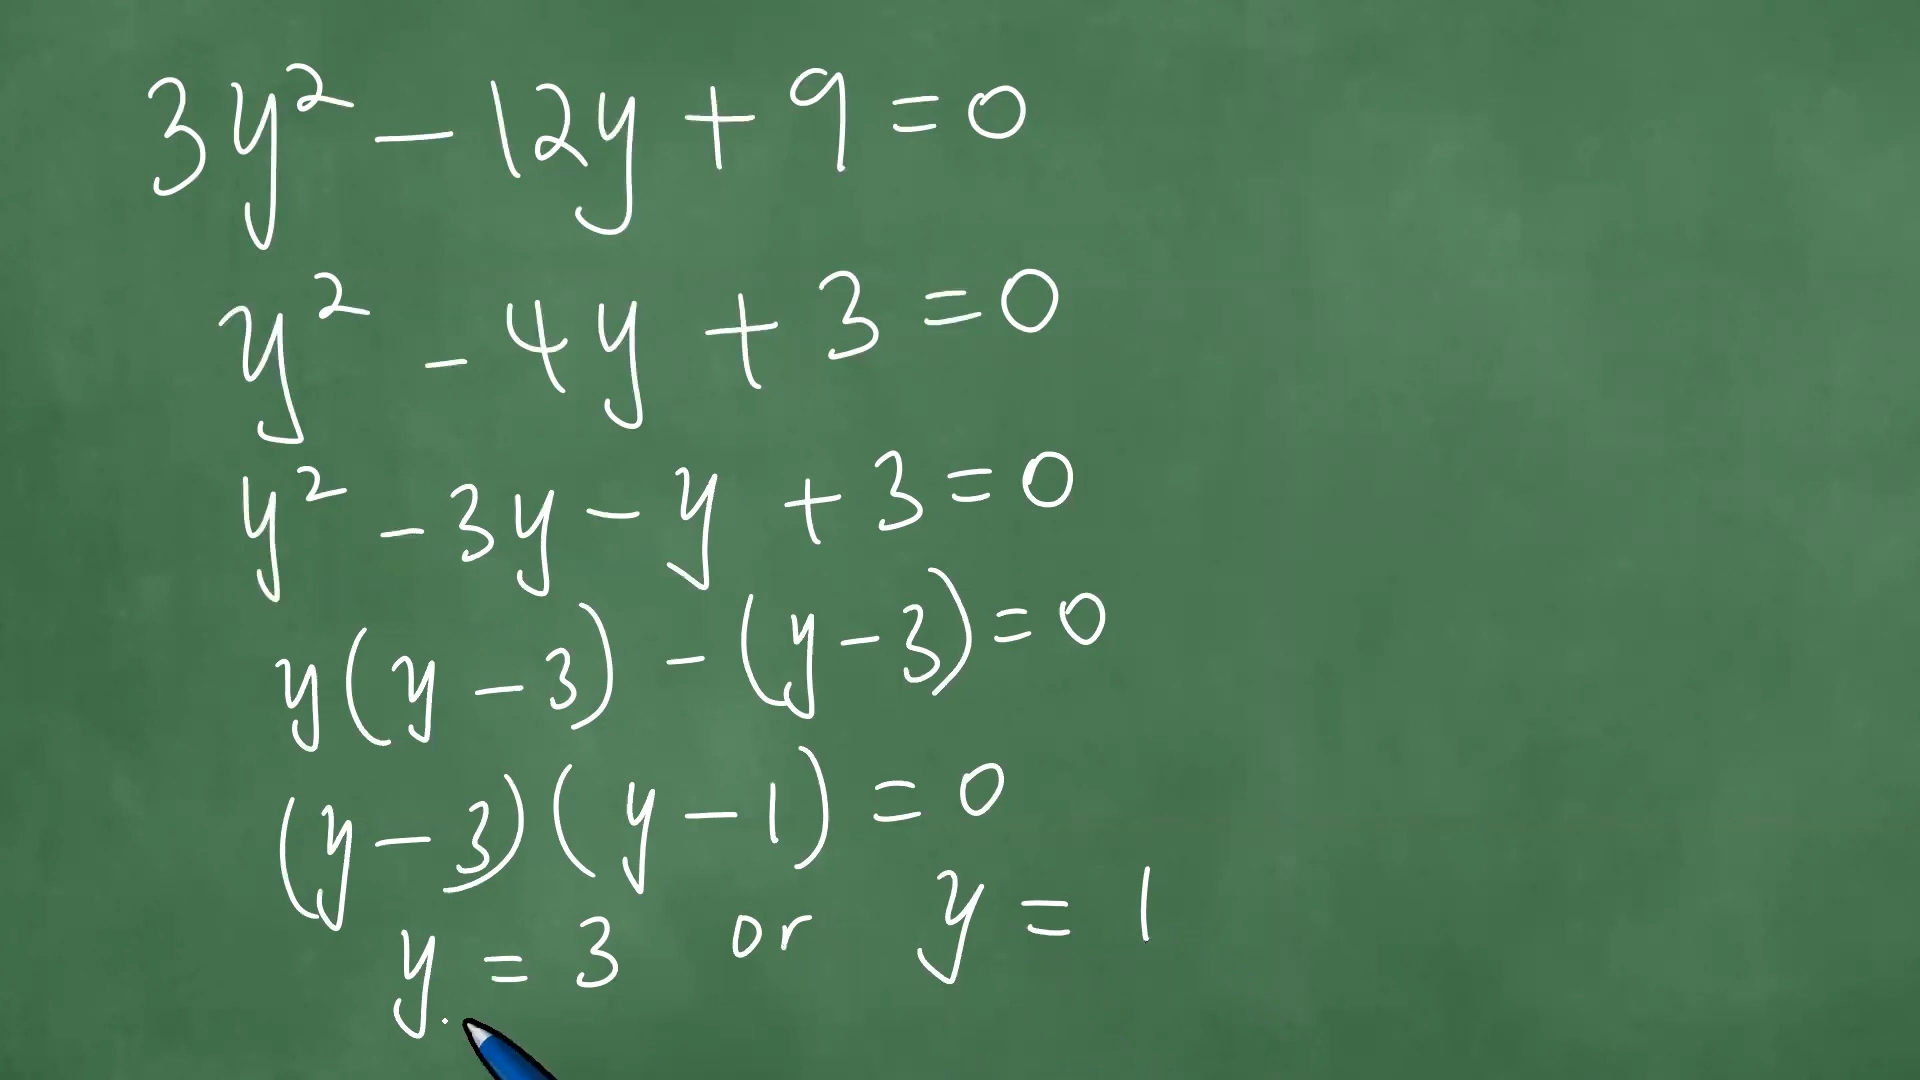 3y² - 12y + 9 = 0
y² - 4y + 3 = 0
y² - 3y - y + 3 = 0
y(y - 3) - (y - 3) = 0
(y - 3)(y - 1) = 0
y = 3 or y = 1